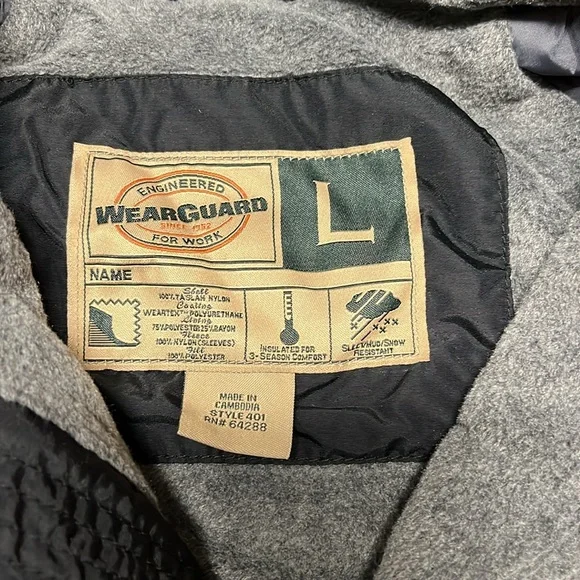 ENGINEERED
WEARGUARD
SINCE 1952
FOR WORK
L
NAME
Shell
100% TASLAN NYLON
Coating
WEARTEX™ POLYURETHANE
Lining
75% POLYESTER 25% RAYON
100% NYLON (SLEEVES)
Fill
100% POLYESTER
INSULATED FOR
3-SEASON COMFORT
SLEET/MUD/SNOW
RESISTANT
MADE IN
CAMBODIA
STYLE 401
RN# 64288